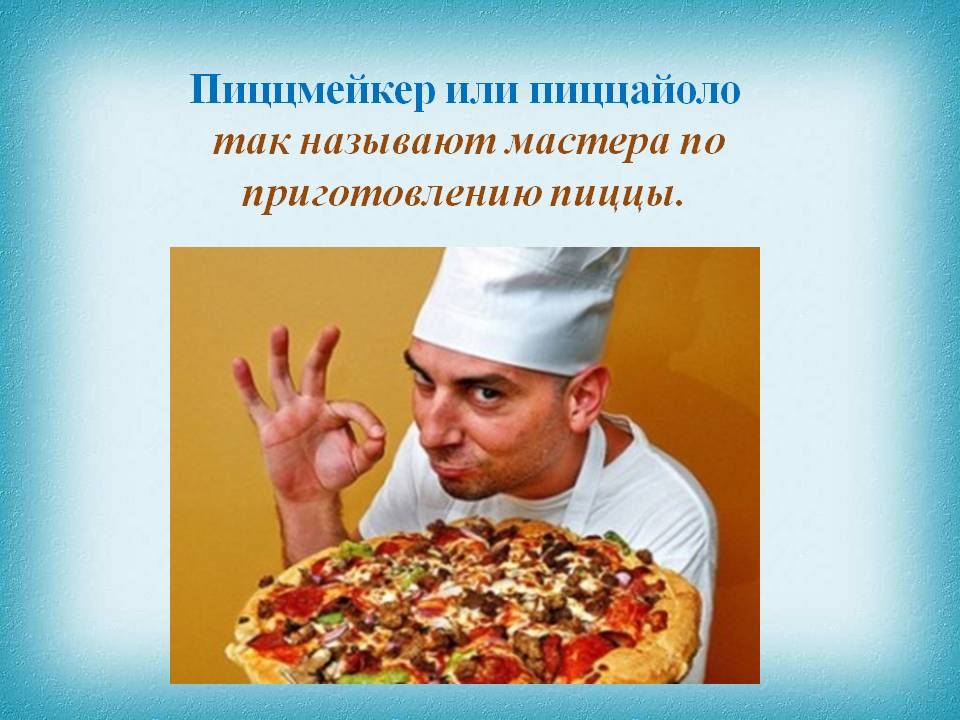 Пиццмейкер или пиццайоло
так называют мастера по
приготовлению пиццы.